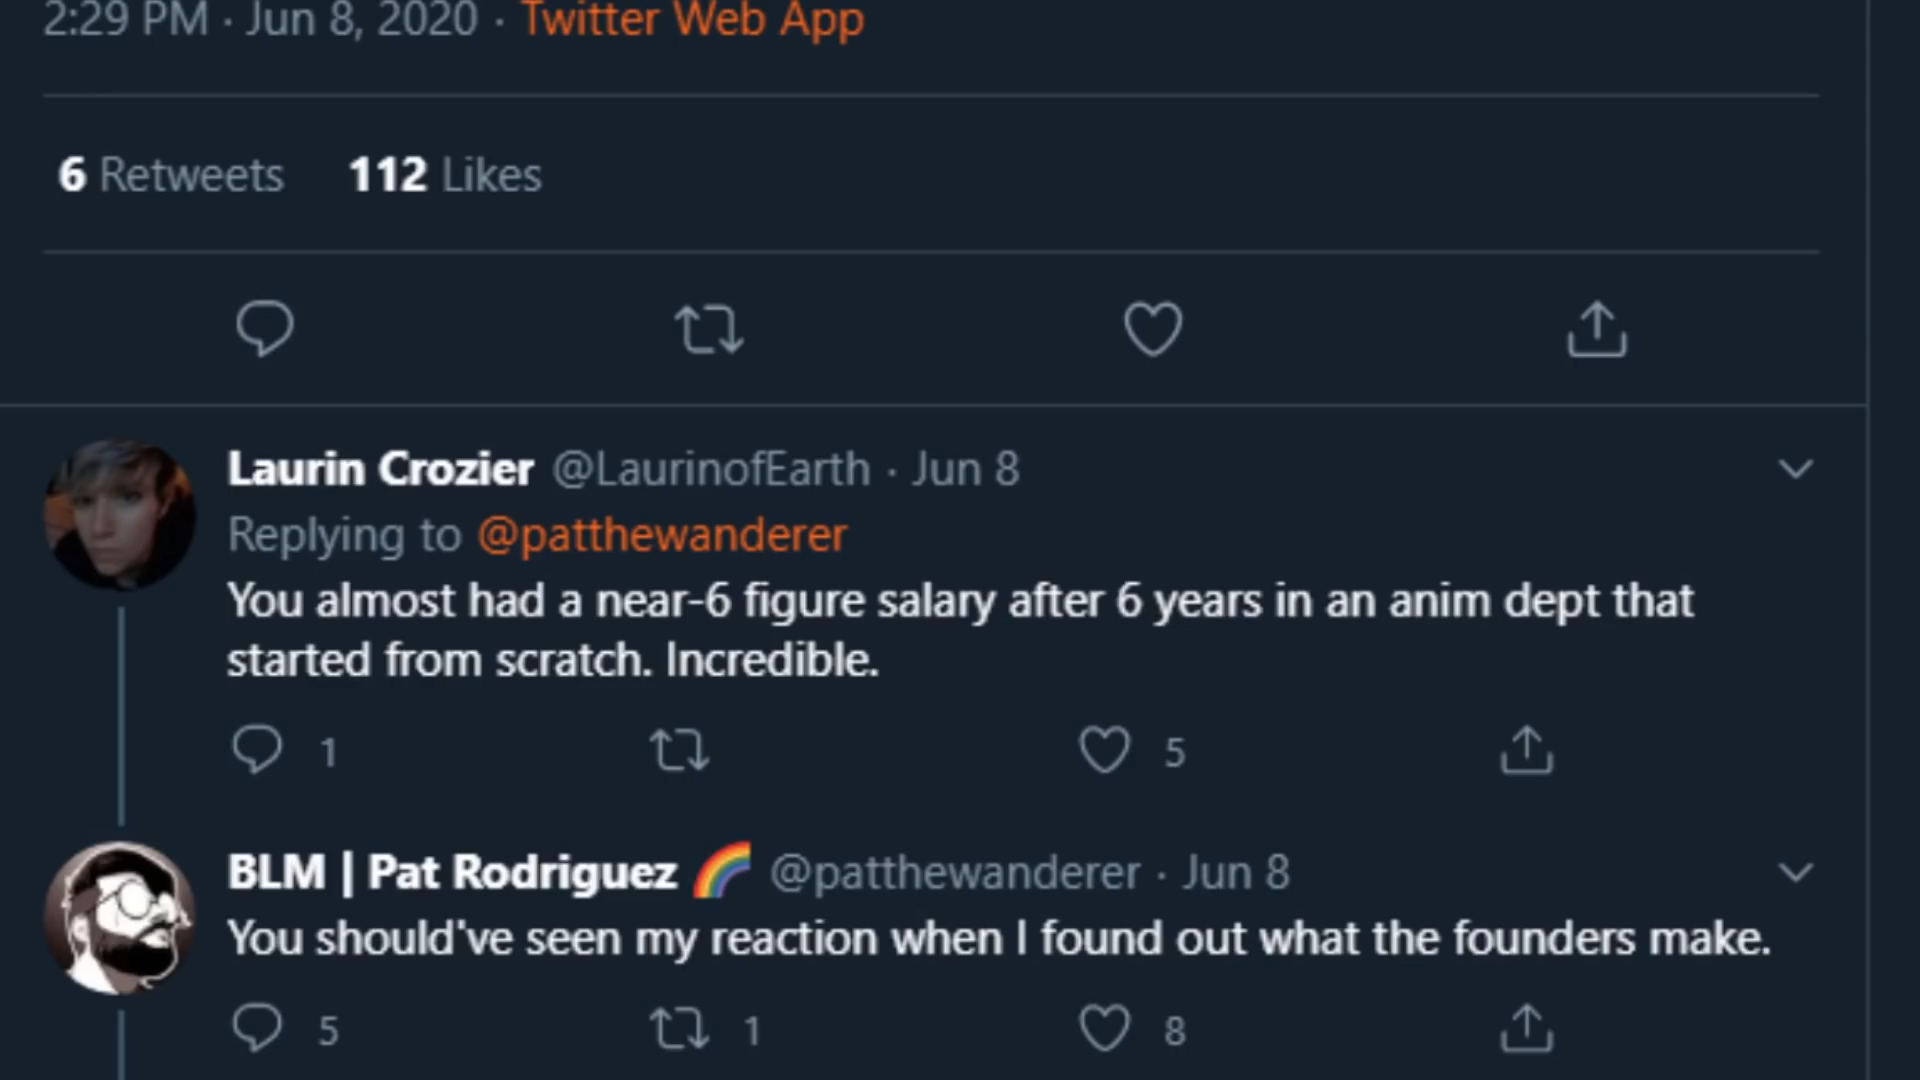 2:29 PM · Jun 8, 2020 · Twitter Web App
6 Retweets 112 Likes
Laurin Crozier @LaurinofEarth · Jun 8
Replying to @patthewanderer
You almost had a near-6 figure salary after 6 years in an anim dept that
started from scratch. Incredible.
1 5
BLM | Pat Rodriguez 🌈 @patthewanderer · Jun 8
You should've seen my reaction when I found out what the founders make.
5 1 8